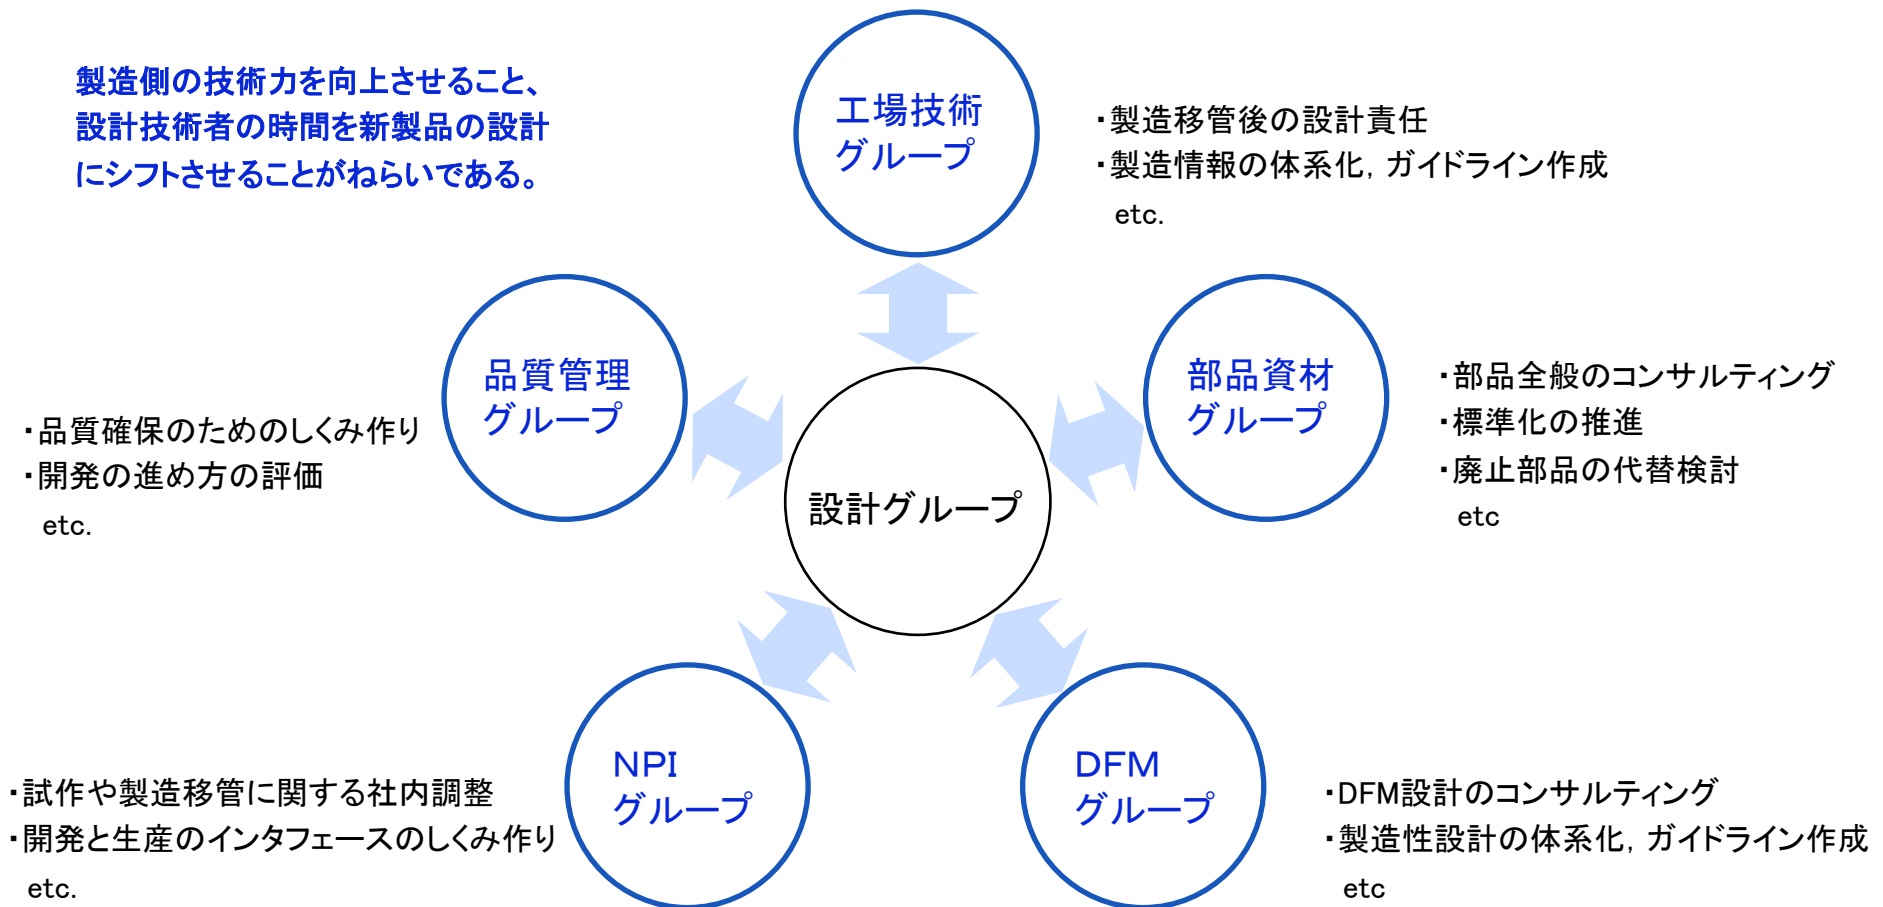 製造側の技術力を向上させること、
設計技術者の時間を新製品の設計
にシフトさせることがねらいである。
工場技術
グループ
・製造移管後の設計責任
・製造情報の体系化, ガイドライン作成
etc.
品質管理
グループ
・品質確保のためのしくみ作り
・開発の進め方の評価
etc.
部品資材
グループ
・部品全般のコンサルティング
・標準化の推進
・廃止部品の代替検討
etc
設計グループ
NPI
グループ
・試作や製造移管に関する社内調整
・開発と生産のインタフェースのしくみ作り
etc.
DFM
グループ
・DFM設計のコンサルティング
・製造性設計の体系化, ガイドライン作成
etc